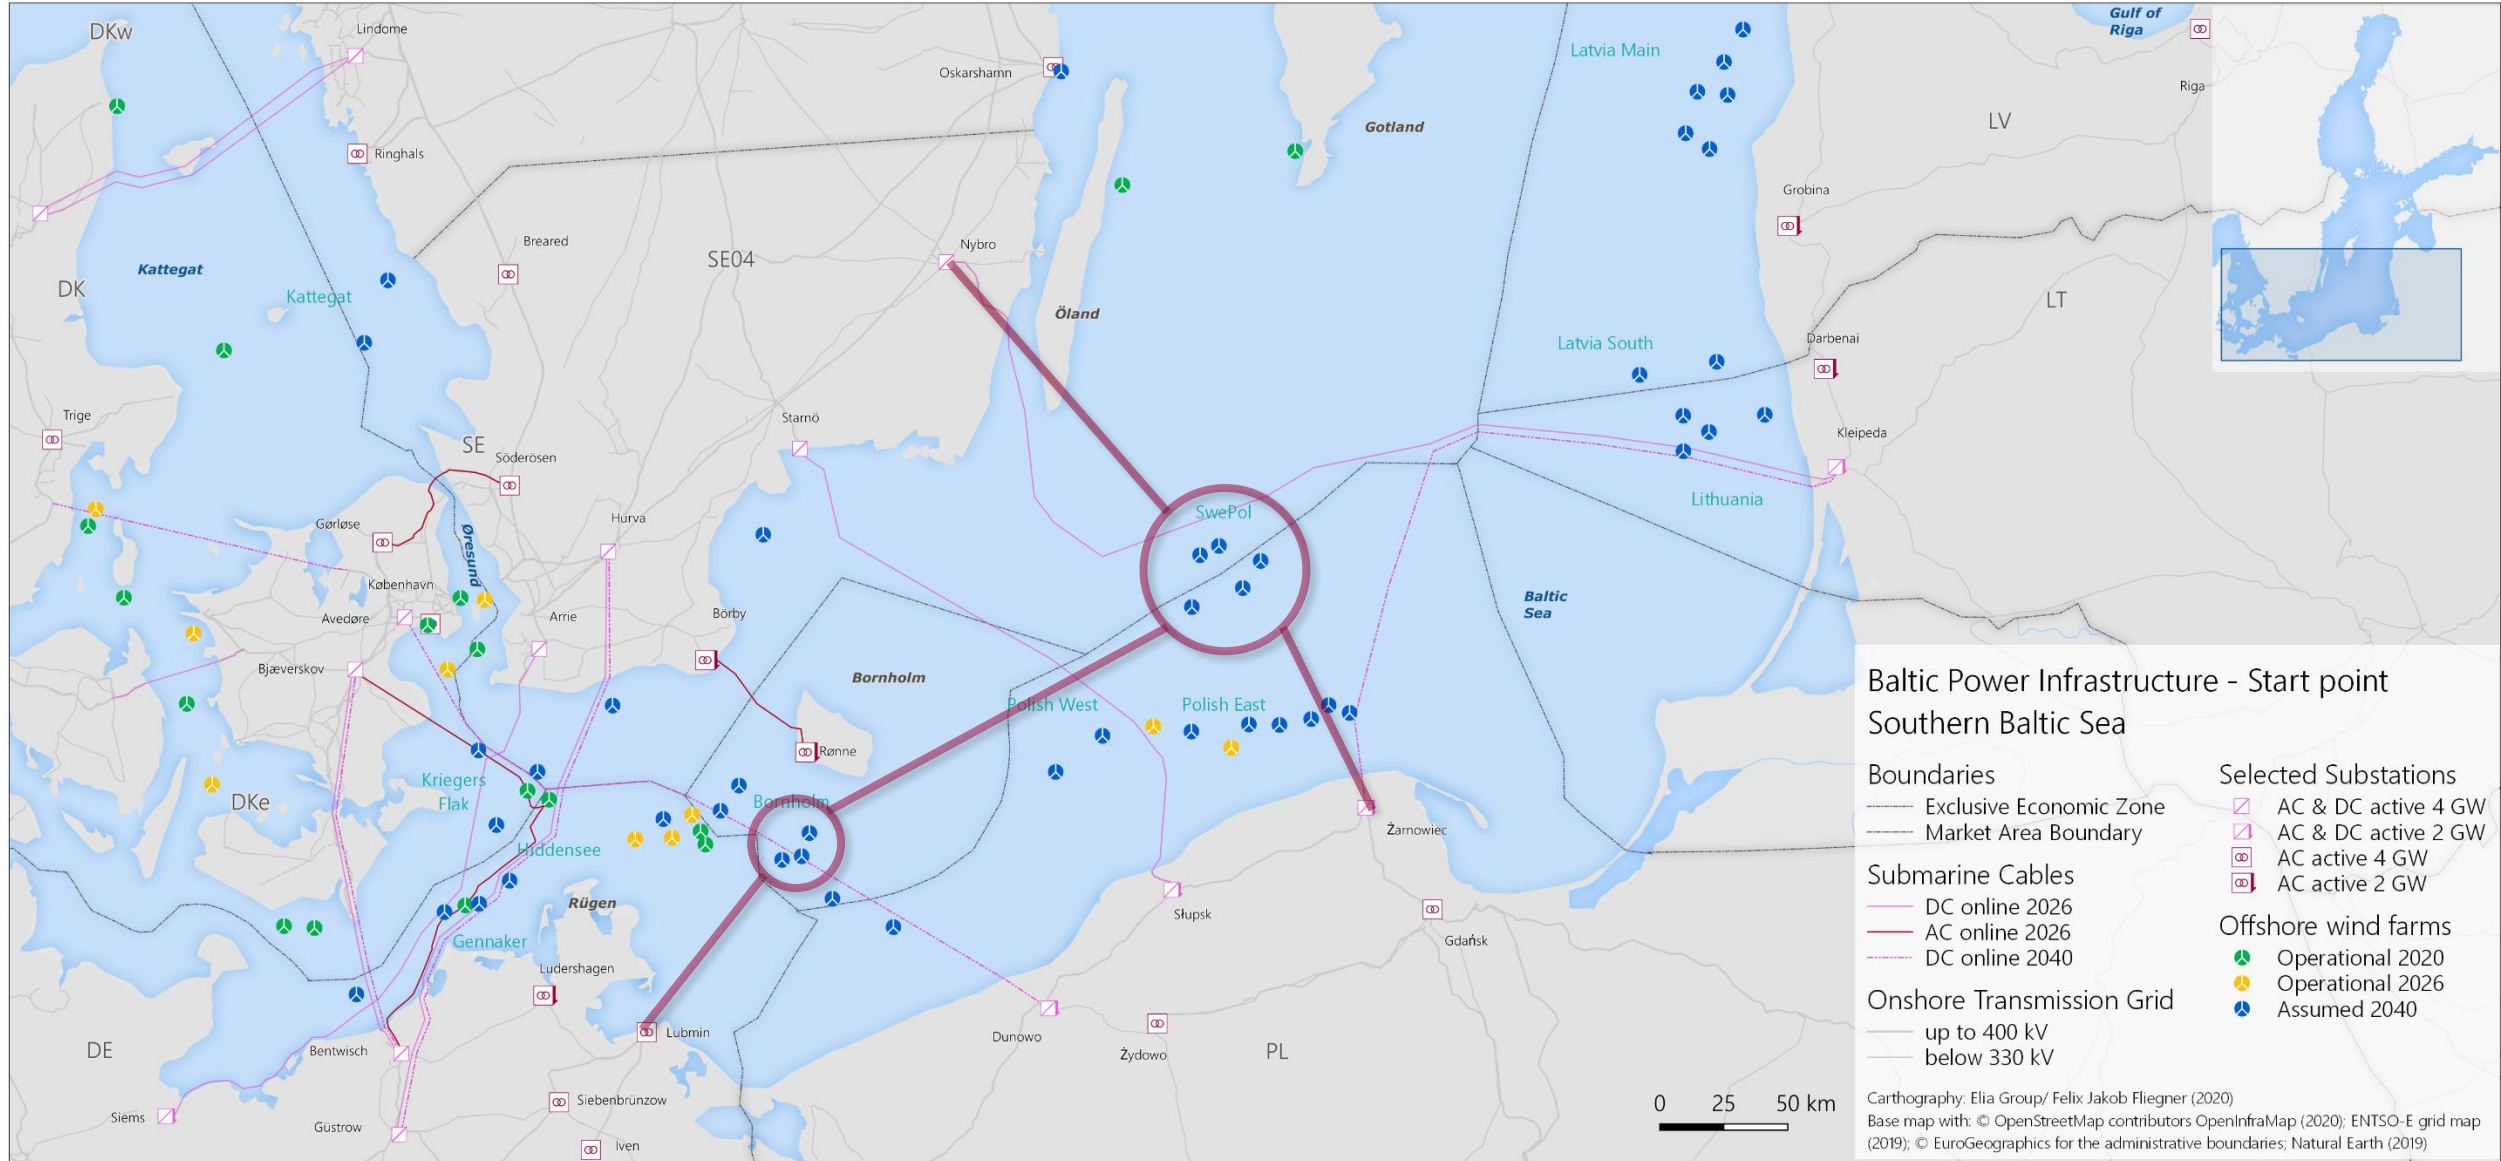 DKw
Lindome
Oskarshamn
Latvia Main
Gulf of
Riga
Riga
Gotland
LV
Ringhals
Grobina
Breared
SE04
Nybro
Kattegat
DK
Kattegat
Öland
LT
Latvia South
Darbenai
Trige
Starnö
SE
Söderösen
Kleipeda
Lithuania
SwePol
Gørløse
Hurva
Øresund
København
Avedøre
Arrie
Börby
Baltic
Sea
Bjæverskov
Bornholm
Polish West
Polish East
Rønne
Kriegers
Flak
DKe
Bornholm
Żarnowiec
Hiddensee
Rügen
Słupsk
Gdańsk
Gennaker
Lüdershagen
Lubmin
Dunowo
Żydowo
PL
DE
Bentwisch
Siems
Güstrow
Siebenbrünzow
Iven
0 25 50 km
Baltic Power Infrastructure - Start point
Southern Baltic Sea
Boundaries
Exclusive Economic Zone
Market Area Boundary
Submarine Cables
DC online 2026
AC online 2026
DC online 2040
Onshore Transmission Grid
up to 400 kV
below 330 kV
Selected Substations
AC & DC active 4 GW
AC & DC active 2 GW
AC active 4 GW
AC active 2 GW
Offshore wind farms
Operational 2020
Operational 2026
Assumed 2040
Carthography: Elia Group/ Felix Jakob Fliegner (2020)
Base map with: © OpenStreetMap contributors OpenInfraMap (2020); ENTSO-E grid map
(2019); © EuroGeographics for the administrative boundaries; Natural Earth (2019)